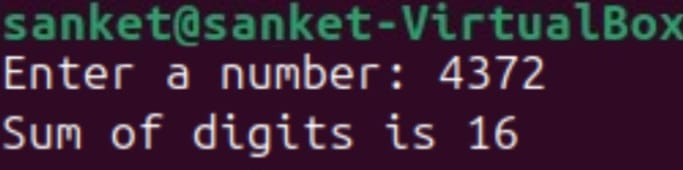 sanket@sanket-VirtualBox
Enter a number: 4372
Sum of digits is 16